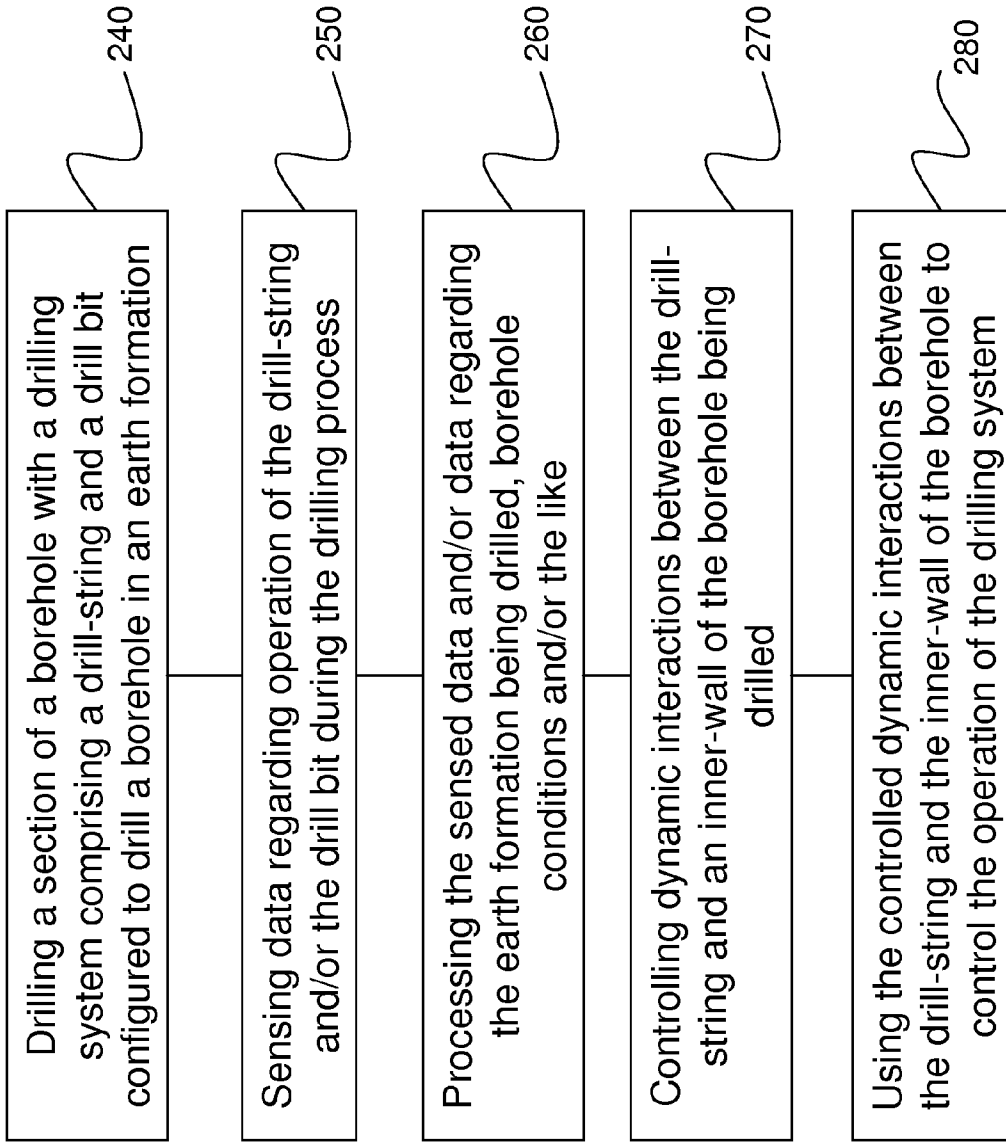 Drilling a section of a borehole with a drilling
system comprising a drill-string and a drill bit
configured to drill a borehole in an earth formation
240
Sensing data regarding operation of the drill-string
and/or the drill bit during the drilling process
250
Processing the sensed data and/or data regarding
the earth formation being drilled, borehole
conditions and/or the like
260
Controlling dynamic interactions between the drill-
string and an inner-wall of the borehole being
drilled
270
Using the controlled dynamic interactions between
the drill-string and the inner-wall of the borehole to
control the operation of the drilling system
280